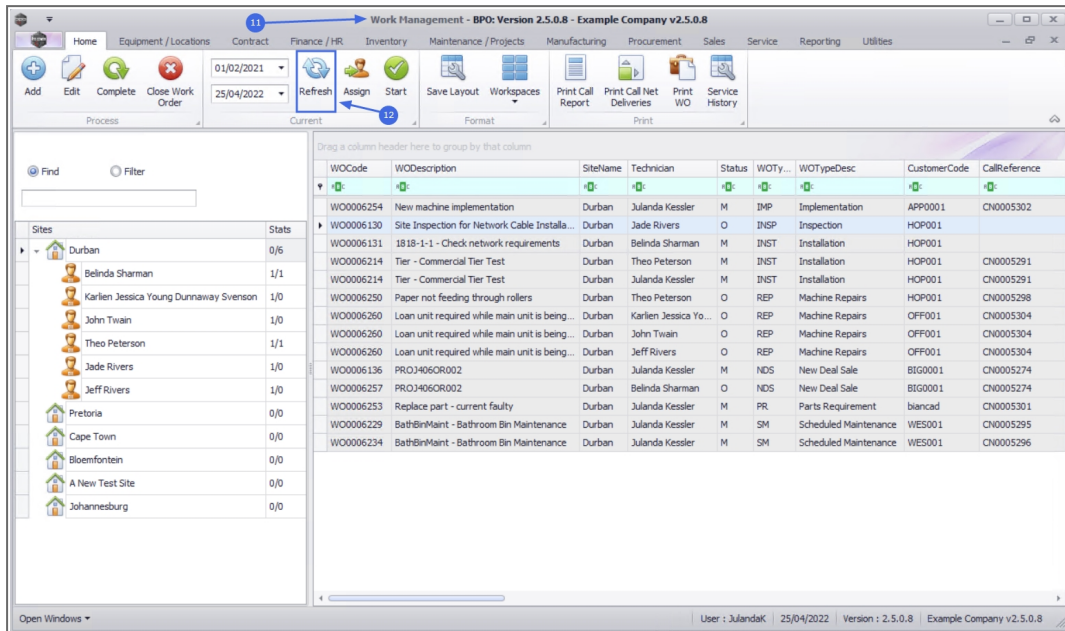 11
Work Management - BPO: Version 2.5.0.8 - Example Company v2.5.0.8
Home Equipment / Locations Contract Finance / HR Inventory Maintenance / Projects Manufacturing Procurement Sales Service Reporting Utilities
Add Edit Complete Close Work Order
Process
01/02/2021
25/04/2022
Refresh Assign Start
Current
12
Save Layout Workspaces
Format
Print Call Report Print Call Net Deliveries Print WO Service History
Print
Find Filter
Sites Stats
Durban 0/6
Belinda Sharman 1/1
Karlien Jessica Young Dunnaway Svenson 1/0
John Twain 1/0
Theo Peterson 1/1
Jade Rivers 1/0
Jeff Rivers 1/0
Pretoria 0/0
Cape Town 0/0
Bloemfontein 0/0
A New Test Site 0/0
Johannesburg 0/0
Drag a column header here to group by that column
WOCode WODescription SiteName Technician Status WOTy... WOTypeDesc CustomerCode CallReference
WO0006254 New machine implementation Durban Julanda Kessler M IMP Implementation APP0001 CN0005302
WO0006130 Site Inspection for Network Cable Installa... Durban Jade Rivers O INSP Inspection HOP001
WO0006131 1818-1-1 - Check network requirements Durban Belinda Sharman M INST Installation HOP001
WO0006214 Tier - Commercial Tier Test Durban Theo Peterson M INST Installation HOP001 CN0005291
WO0006214 Tier - Commercial Tier Test Durban Julanda Kessler M INST Installation HOP001 CN0005291
WO0006250 Paper not feeding through rollers Durban Theo Peterson O REP Machine Repairs HOP001 CN0005298
WO0006260 Loan unit required while main unit is being... Durban Karlien Jessica Yo... O REP Machine Repairs OFF001 CN0005304
WO0006260 Loan unit required while main unit is being... Durban John Twain O REP Machine Repairs OFF001 CN0005304
WO0006260 Loan unit required while main unit is being... Durban Jeff Rivers O REP Machine Repairs OFF001 CN0005304
WO0006136 PROJ406OR002 Durban Julanda Kessler M NDS New Deal Sale BIG0001 CN0005274
WO0006257 PROJ406OR002 Durban Belinda Sharman O NDS New Deal Sale BIG0001 CN0005274
WO0006253 Replace part - current faulty Durban Julanda Kessler M PR Parts Requirement biancad CN0005301
WO0006229 BathBinMaint - Bathroom Bin Maintenance Durban Julanda Kessler M SM Scheduled Maintenance WES001 CN0005295
WO0006234 BathBinMaint - Bathroom Bin Maintenance Durban Julanda Kessler M SM Scheduled Maintenance WES001 CN0005296
Open Windows User : JulandaK 25/04/2022 Version : 2.5.0.8 Example Company v2.5.0.8